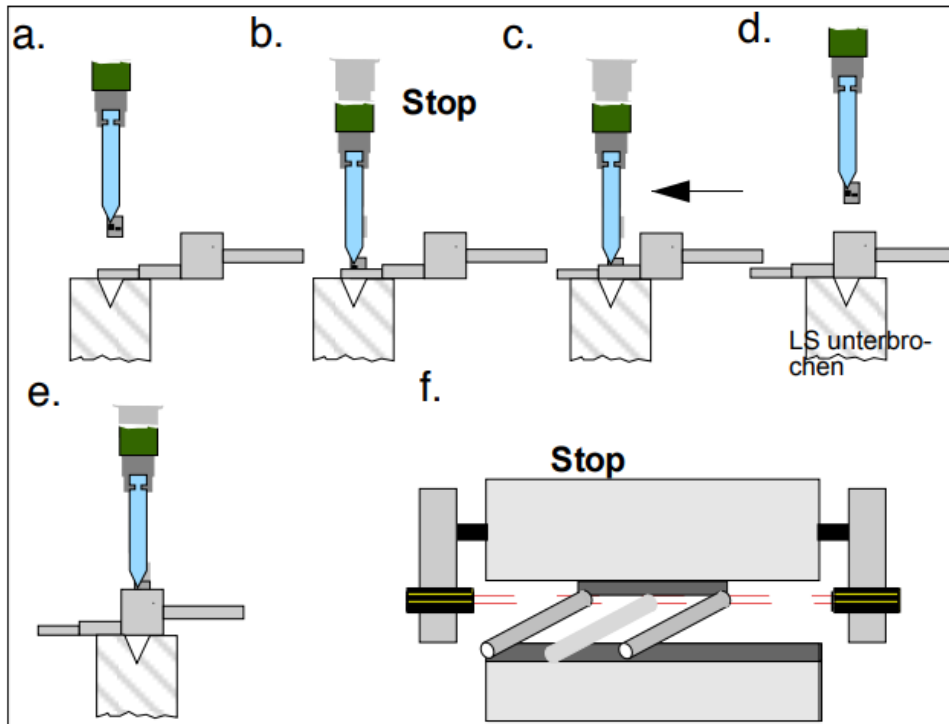 a.
b.
c.
d.
Stop
LS unterbro-
chen
e.
f.
Stop